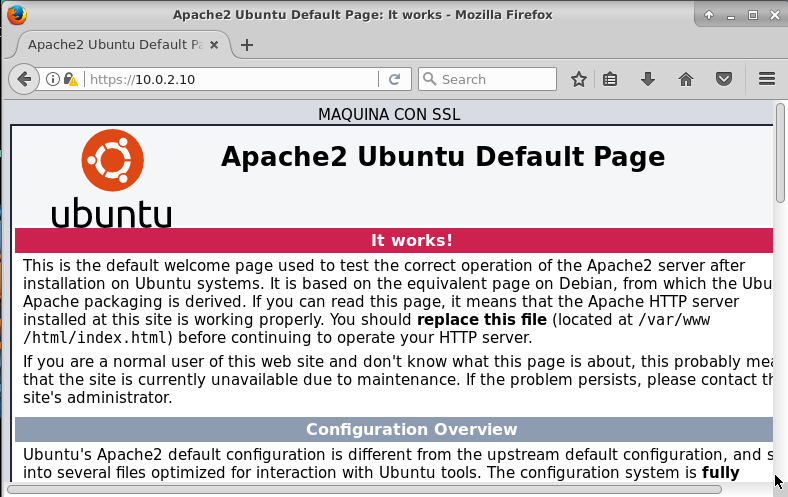 Apache2 Ubuntu Default Page: It works - Mozilla Firefox
Apache2 Ubuntu Default Pa
https://10.0.2.10
Search
MAQUINA CON SSL
ubuntu
Apache2 Ubuntu Default Page
It works!
This is the default welcome page used to test the correct operation of the Apache2 server after
installation on Ubuntu systems. It is based on the equivalent page on Debian, from which the Ubu
Apache packaging is derived. If you can read this page, it means that the Apache HTTP server
installed at this site is working properly. You should replace this file (located at /var/www
/html/index.html) before continuing to operate your HTTP server.
If you are a normal user of this web site and don't know what this page is about, this probably mea
that the site is currently unavailable due to maintenance. If the problem persists, please contact th
site's administrator.
Configuration Overview
Ubuntu's Apache2 default configuration is different from the upstream default configuration, and s
into several files optimized for interaction with Ubuntu tools. The configuration system is fully